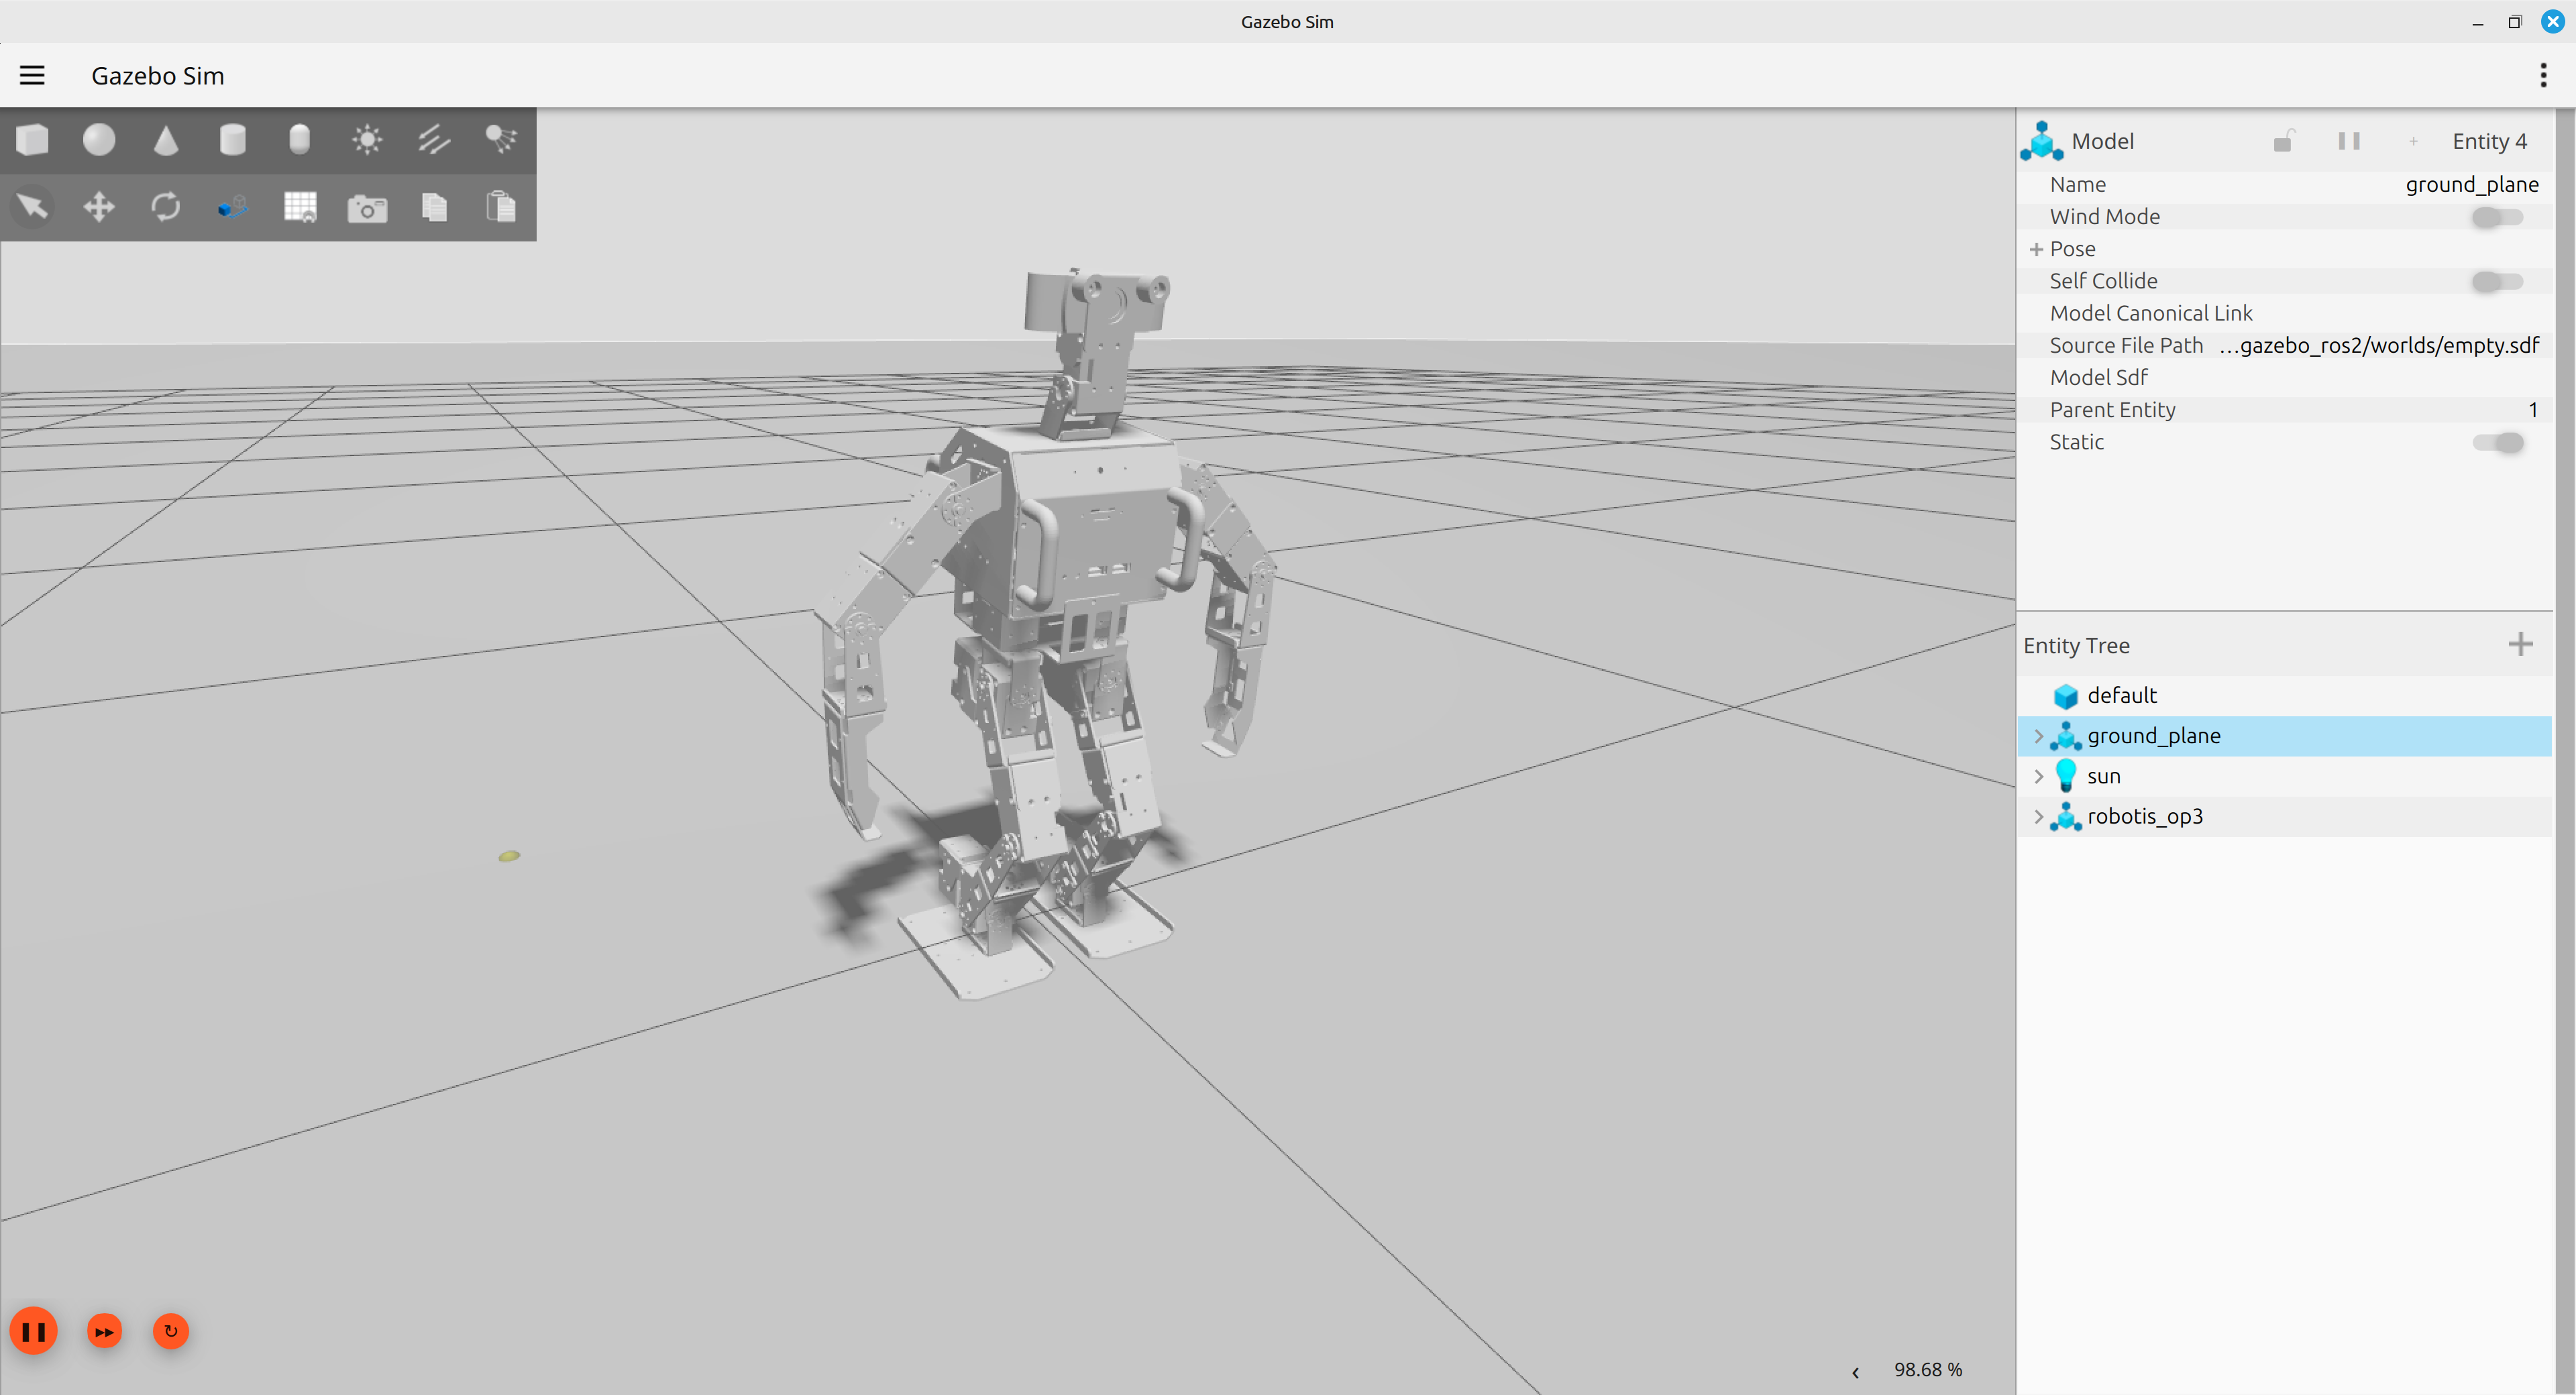 Gazebo Sim
Gazebo Sim
Model
Entity 4
Name ground_plane
Wind Mode
Pose
Self Collide
Model Canonical Link
Source File Path …gazebo_ros2/worlds/empty.sdf
Model Sdf
Parent Entity 1
Static
Entity Tree
default
ground_plane
sun
robotis_op3
98.68 %